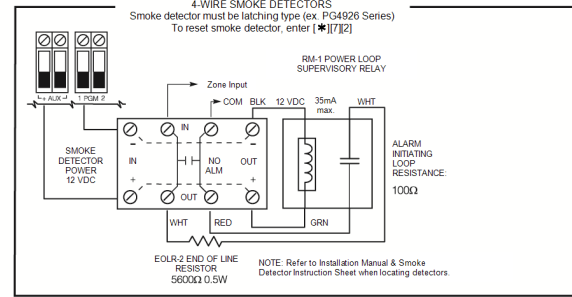 4-WIRE SMOKE DETECTORS
Smoke detector must be latching type (ex. PG4926 Series)
To reset smoke detector, enter [✱][7][2]
RM-1 POWER LOOP
SUPERVISORY RELAY
Zone Input
+ AUX - 1 PGM 2
COM BLK 12 VDC 35mA
max. WHT
IN
- -
SMOKE
DETECTOR
POWER
12 VDC
IN
NO
ALM
OUT
+ +
OUT
ALARM
INITIATING
LOOP
RESISTANCE:
100Ω
WHT RED GRN
EOLR-2 END OF LINE
RESISTOR
5600Ω 0.5W
NOTE: Refer to Installation Manual & Smoke
Detector Instruction Sheet when locating detectors.